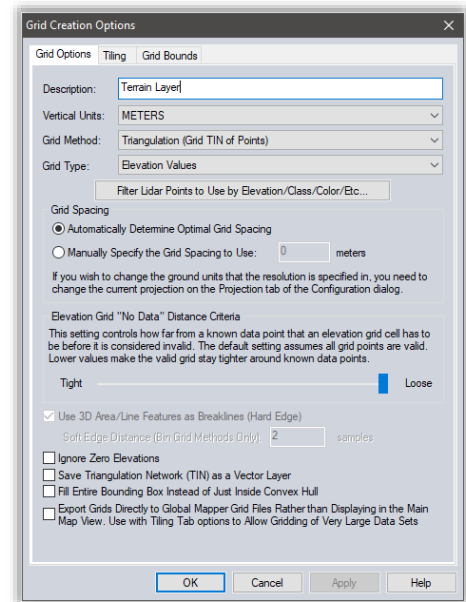 Grid Creation Options
Grid Options Tiling Grid Bounds
Description: Terrain Layer
Vertical Units: METERS
Grid Method: Triangulation (Grid TIN of Points)
Grid Type: Elevation Values
Filter Lidar Points to Use by Elevation/Class/Color/Etc...
Grid Spacing
Automatically Determine Optimal Grid Spacing
Manually Specify the Grid Spacing to Use: 0 meters
If you wish to change the ground units that the resolution is specified in, you need to
change the current projection on the Projection tab of the Configuration dialog.
Elevation Grid "No Data" Distance Criteria
This setting controls how far from a known data point that an elevation grid cell has to
be before it is considered invalid. The default setting assumes all grid points are valid.
Lower values make the valid grid stay tighter around known data points.
Tight Loose
Use 3D Area/Line Features as Breaklines (Hard Edge)
Soft Edge Distance (Bin Grid Methods Only): 2 samples
Ignore Zero Elevations
Save Triangulation Network (TIN) as a Vector Layer
Fill Entire Bounding Box Instead of Just Inside Convex Hull
Export Grids Directly to Global Mapper Grid Files Rather than Displaying in the Main
Map View. Use with Tiling Tab options to Allow Gridding of Very Large Data Sets
OK Cancel Apply Help